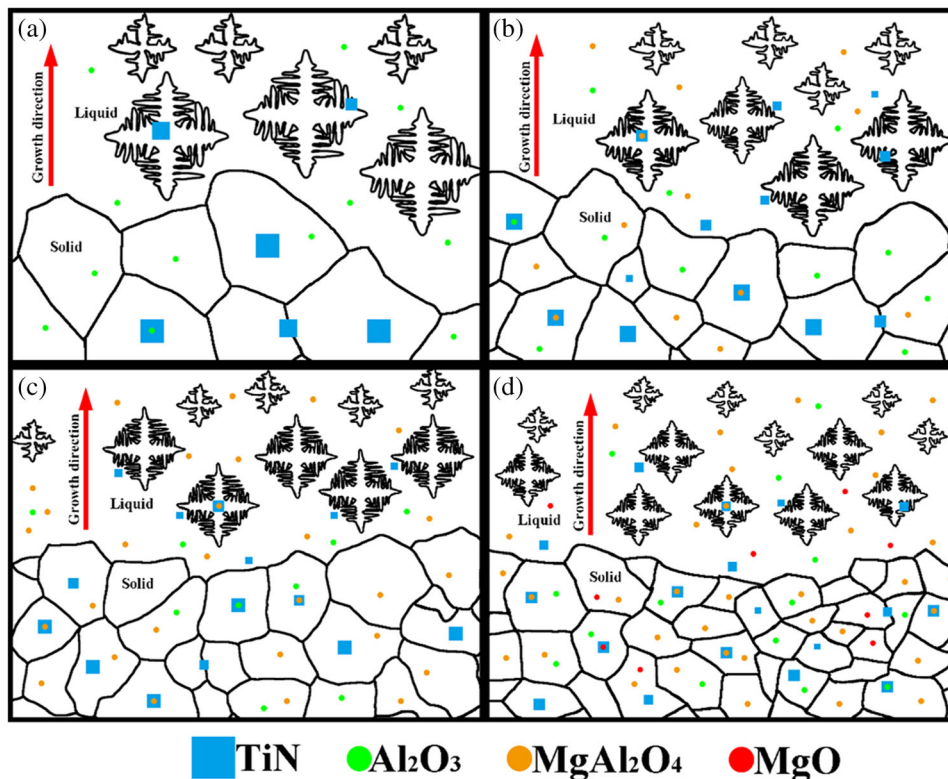 (a)
Growth direction
Liquid
Solid
(b)
Growth direction
Liquid
Solid
(c)
Growth direction
Liquid
Solid
(d)
Growth direction
Liquid
Solid
TiN Al₂O₃ MgAl₂O₄ MgO